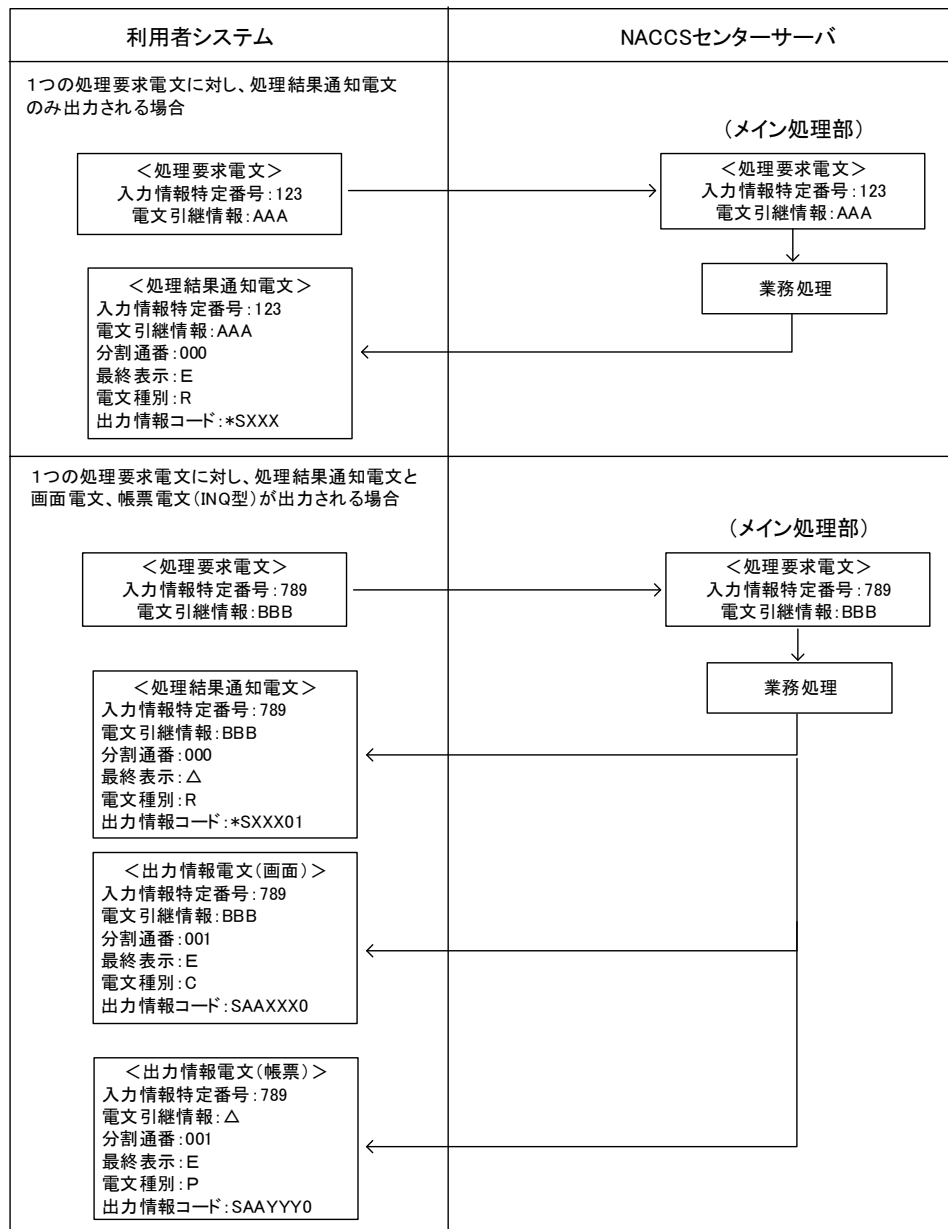 利用者システム
NACCSセンターサーバ
1つの処理要求電文に対し、処理結果通知電文
のみ出力される場合
(メイン処理部)
<処理要求電文>
入力情報特定番号:123
電文引継情報:AAA
<処理要求電文>
入力情報特定番号:123
電文引継情報:AAA
業務処理
<処理結果通知電文>
入力情報特定番号:123
電文引継情報:AAA
分割通番:000
最終表示:E
電文種別:R
出力情報コード:*SXXX
1つの処理要求電文に対し、処理結果通知電文と
画面電文、帳票電文(INQ型)が出力される場合
(メイン処理部)
<処理要求電文>
入力情報特定番号:789
電文引継情報:BBB
<処理要求電文>
入力情報特定番号:789
電文引継情報:BBB
業務処理
<処理結果通知電文>
入力情報特定番号:789
電文引継情報:BBB
分割通番:000
最終表示:△
電文種別:R
出力情報コード:*SXXX01
<出力情報電文(画面)>
入力情報特定番号:789
電文引継情報:BBB
分割通番:001
最終表示:E
電文種別:C
出力情報コード:SAAXXX0
<出力情報電文(帳票)>
入力情報特定番号:789
電文引継情報:△
分割通番:001
最終表示:E
電文種別:P
出力情報コード:SAAYYY0